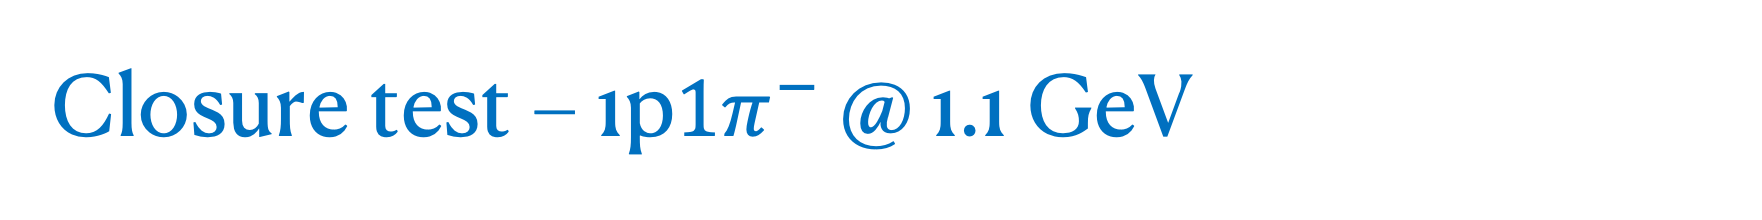 Closure test – 1p1π⁻ @ 1.1 GeV